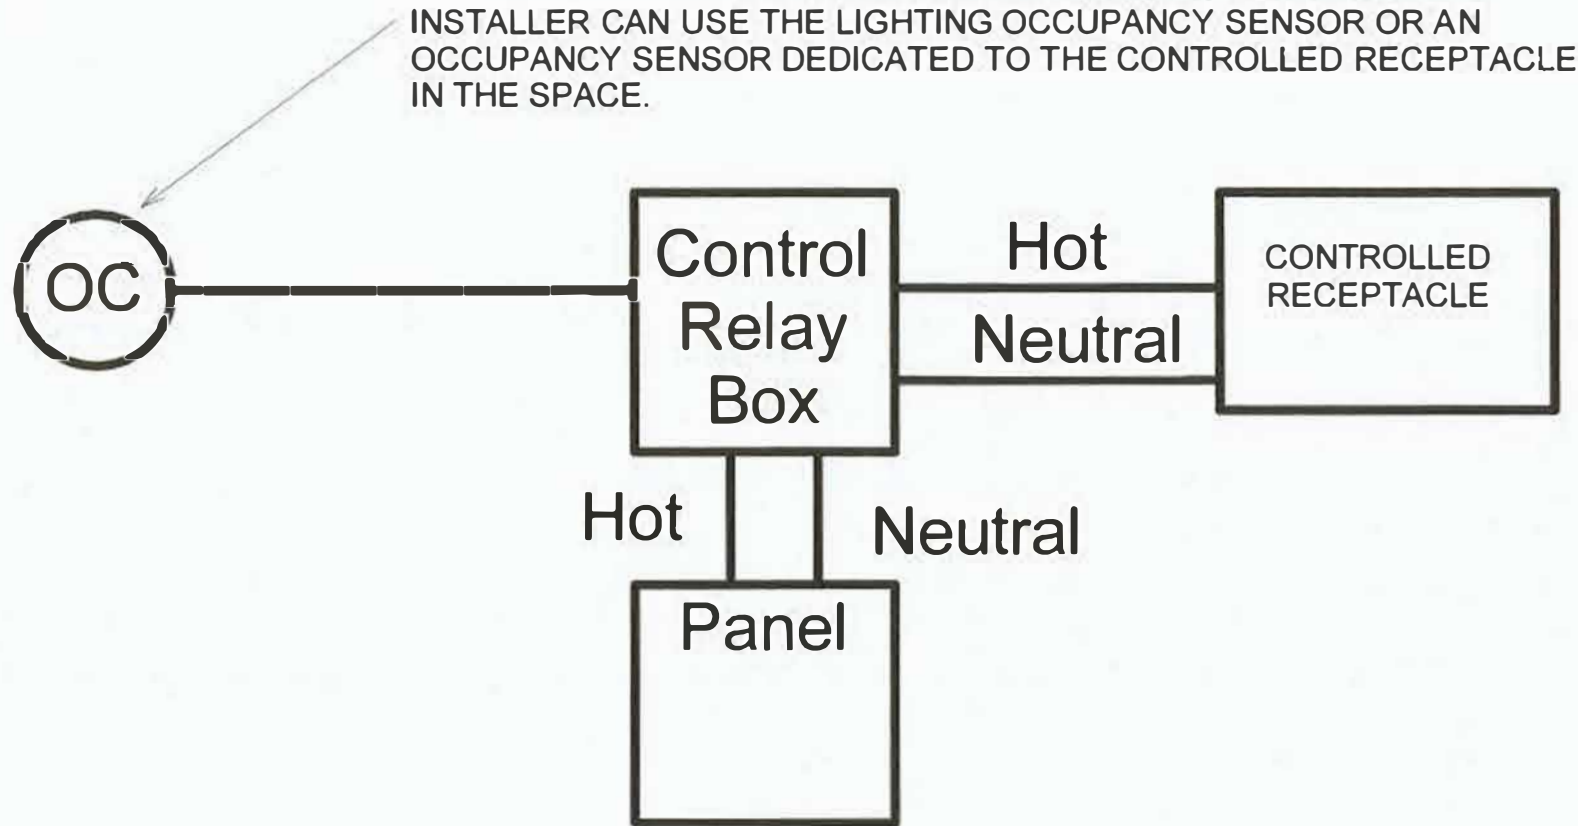 INSTALLER CAN USE THE LIGHTING OCCUPANCY SENSOR OR AN
OCCUPANCY SENSOR DEDICATED TO THE CONTROLLED RECEPTACLE
IN THE SPACE.
OC
Control
Relay
Box
Hot
Neutral
CONTROLLED
RECEPTACLE
Hot
Neutral
Panel